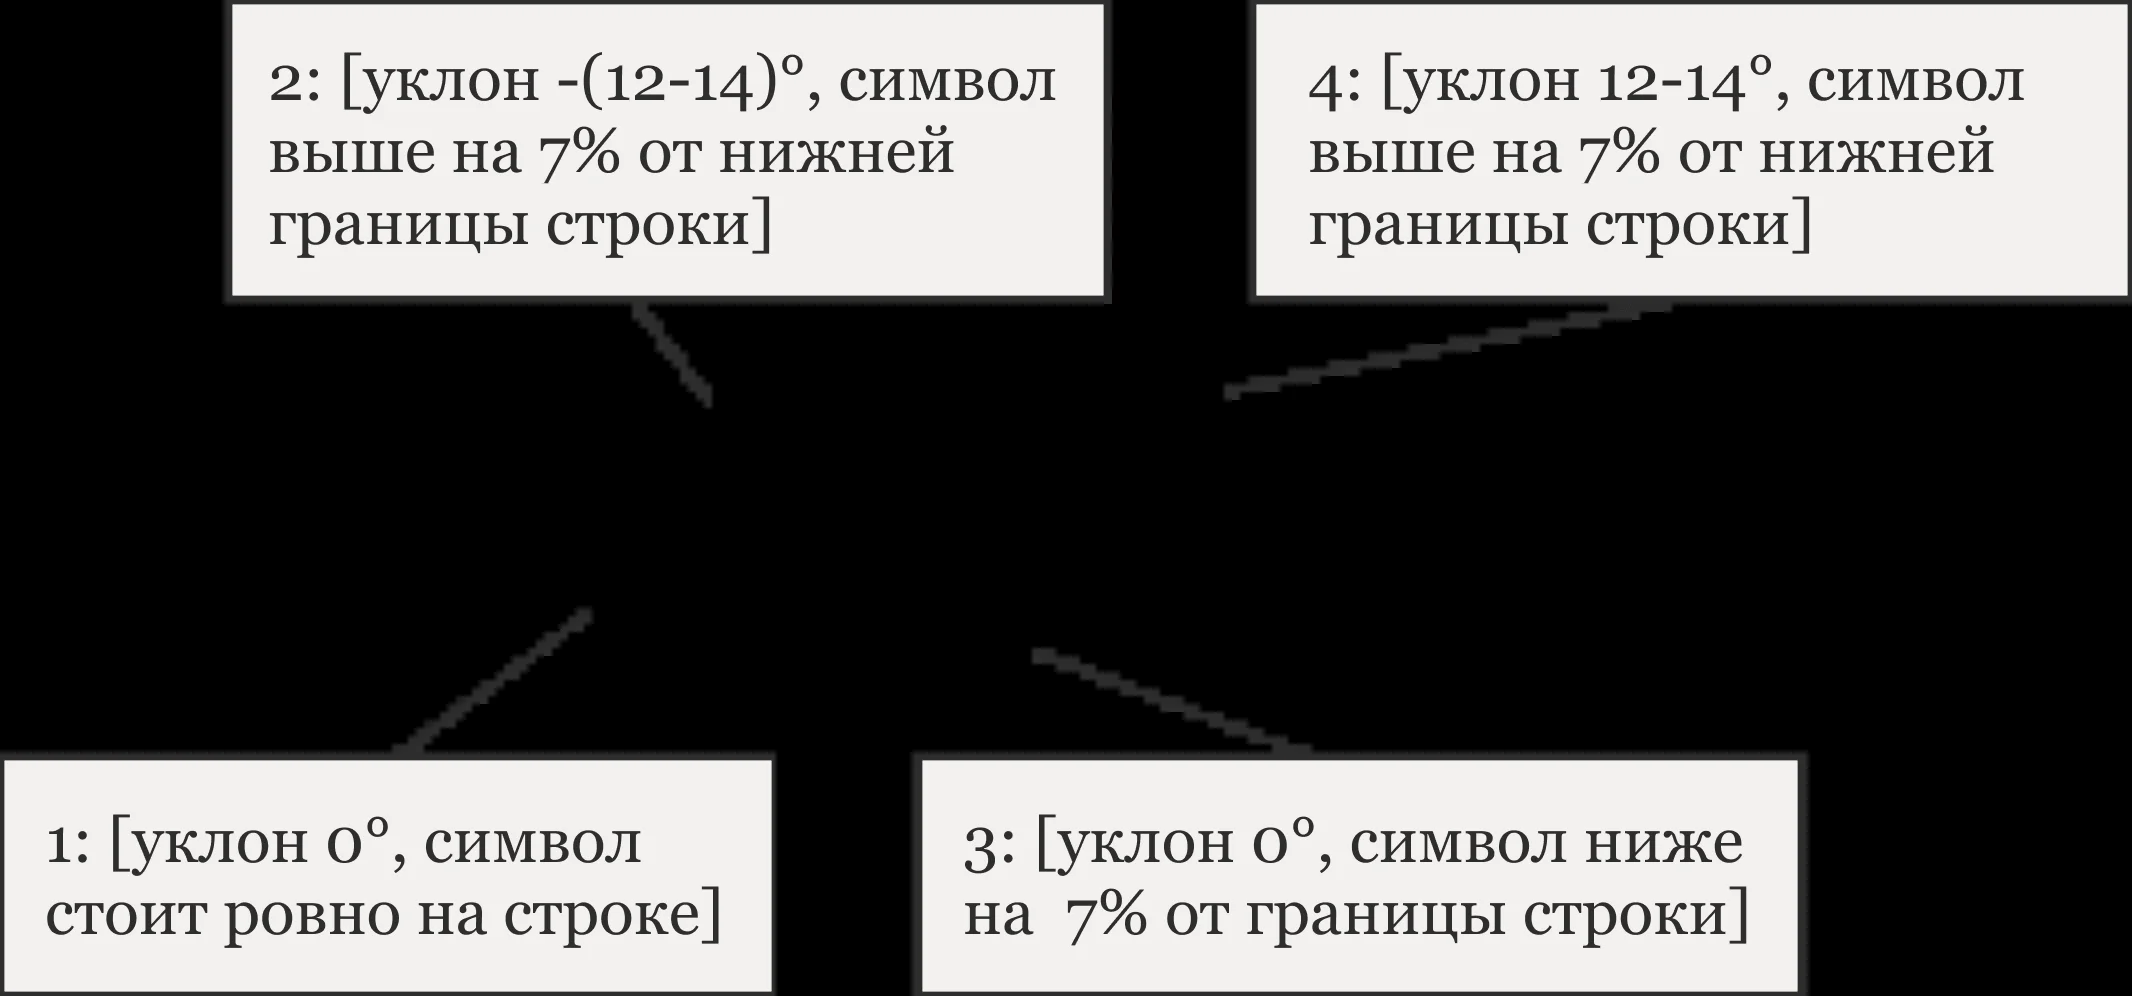 2: [уклон -(12-14)°, символ
выше на 7% от нижней
границы строки]
4: [уклон 12-14°, символ
выше на 7% от нижней
границы строки]
1: [уклон 0°, символ
стоит ровно на строке]
3: [уклон 0°, символ ниже
на  7% от границы строки]